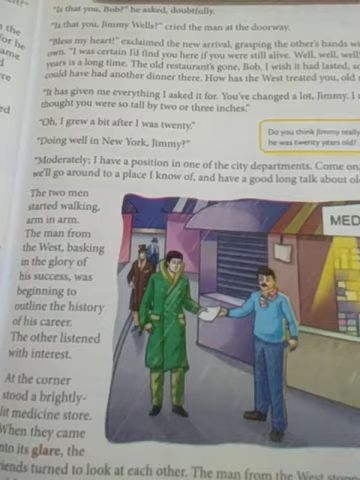 "Is that you, Bob?" he asked, doubtfully.
"Is that you, Jimmy Wells?" cried the man at the doorway.
"Bless my heart!" exclaimed the new arrival, grasping the other's hands wi
own. "I was certain I'd find you here if you were still alive. Well, well, well!
years is a long time. The old restaurant's gone, Bob. I wish it had lasted, so
could have had another dinner there. How has the West treated you, old
"It has given me everything I asked it for. You've changed a lot, Jimmy. I
thought you were so tall by two or three inches."
"Oh, I grew a bit after I was twenty."
"Doing well in New York, Jimmy?"
Do you think Jimmy really
he was twenty years old?
"Moderately; I have a position in one of the city departments. Come on,
we'll go around to a place I know of, and have a good long talk about ol
The two men
started walking,
arm in arm.
The man from
the West, basking
in the glory of
his success, was
beginning to
outline the history
of his career.
The other listened
with interest.
MED
At the corner
stood a brightly-
lit medicine store.
When they came
nto its glare, the
iends turned to look at each other. The man from the West